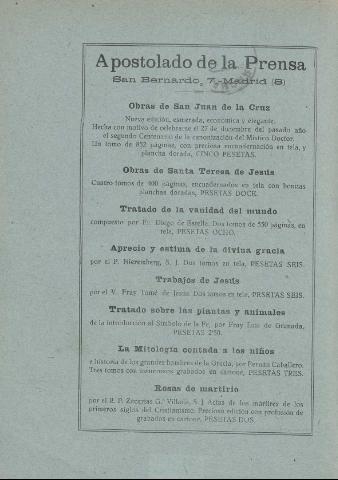 Apostolado de la Prensa
San Bernardo, 7.-Madrid (8)
Obras de San Juan de la Cruz
Nueva edición, esmerada, económica y elegante.
Hecha con motivo de celebrarse el 27 de diciembre del pasado año
el segundo Centenario de la canonización del Místico Doctor.
Un tomo de 852 páginas, con preciosa encuadernación en tela, y
plancha dorada, CINCO PESETAS.
Obras de Santa Teresa de Jesús
Cuatro tomos de 400 páginas, encuadernados en tela con bonitas
planchas doradas, PESETAS DOCE.
Tratado de la vanidad del mundo
compuesto por Fr. Diego de Estella. Dos tomos de 550 páginas, en
tela, PESETAS OCHO.
Aprecio y estima de la divina gracia
por el P. Nieremberg, S. J. Dos tomos en tela, PESETAS SEIS.
Trabajos de Jesús
por el V. Fray Tomé de Jesús. Dos tomos en tela, PESETAS SEIS.
Tratado sobre las plantas y animales
de la introducción al Símbolo de la Fe, por Fray Luis de Granada,
PESETAS 2'50.
La Mitología contada a los niños
e historia de los grandes hombres de la Grecia, por Fernán Caballero.
Tres tomos con numerosos grabados en cartoné, PESETAS TRES.
Rosas de martirio
por el R. P. Zacarías G.ª Villada, S. J. Actas de los mártires de los
primeros siglos del Cristianismo. Preciosa edición con profusión de
grabados en cartoné, PESETAS DOS.